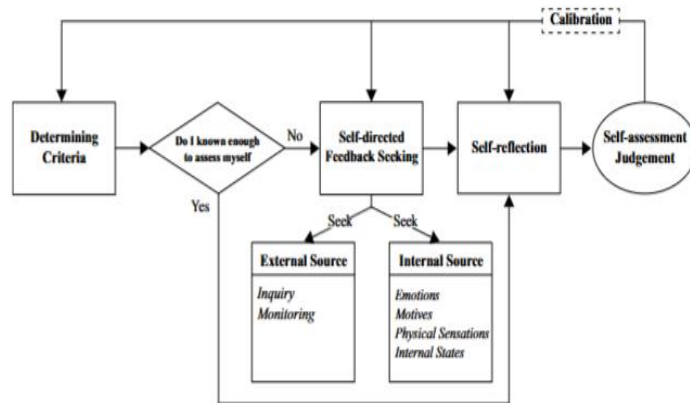 Calibration
Determining
Criteria
Do I known enough
to assess myself
No
Self-directed
Feedback Seeking
Self-reflection
Self-assessment
Judgement
Yes
Seek
Seek
External Source
Inquiry
Monitoring
Internal Source
Emotions
Motives
Physical Sensations
Internal States